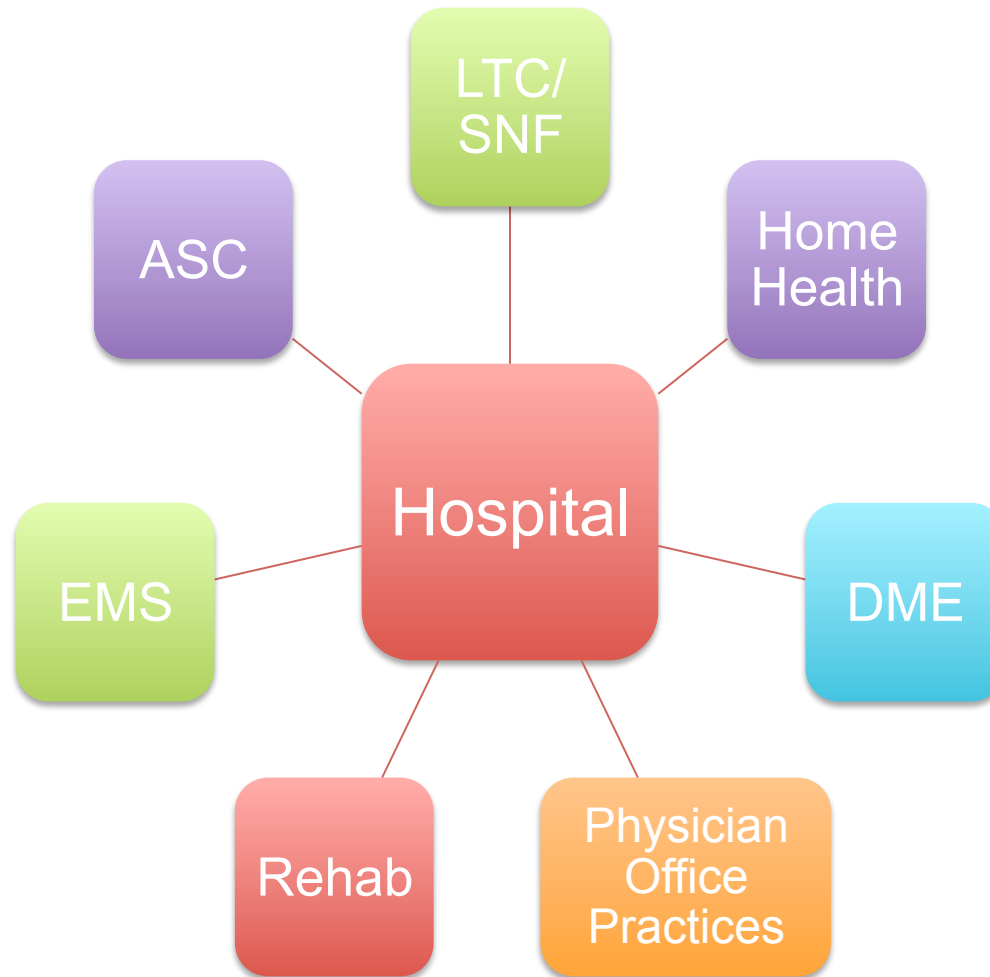 LTC/
SNF
ASC
Home
Health
Hospital
EMS
DME
Rehab
Physician
Office
Practices